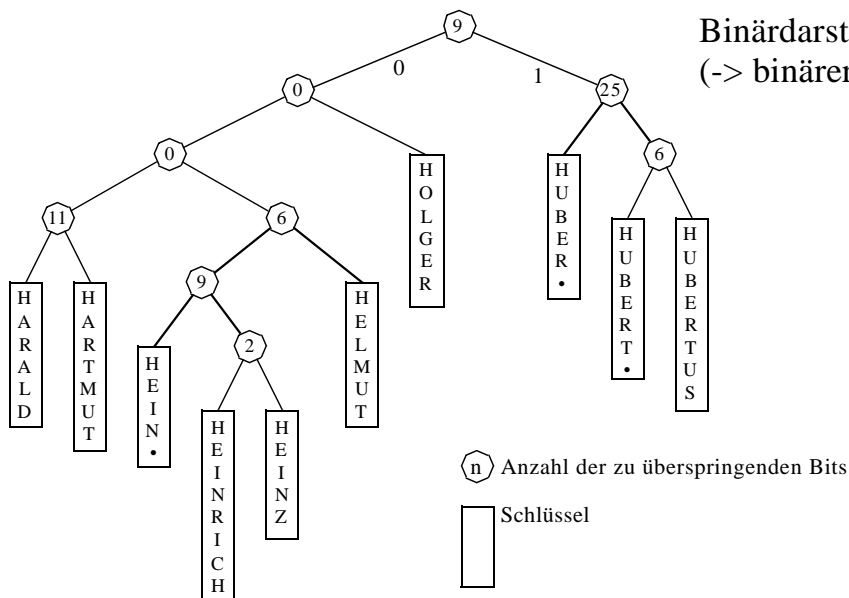 9
Binärdarst
(-> binärer
0
1
0
25
0
6
11
6
9
2
HOLGER
HUBER•
HUBERT•
HUBERTUS
HARALD
HARTMUT
HEIN•
HEINRICH
HEINZ
HELMUT
n Anzahl der zu überspringenden Bits
Schlüssel